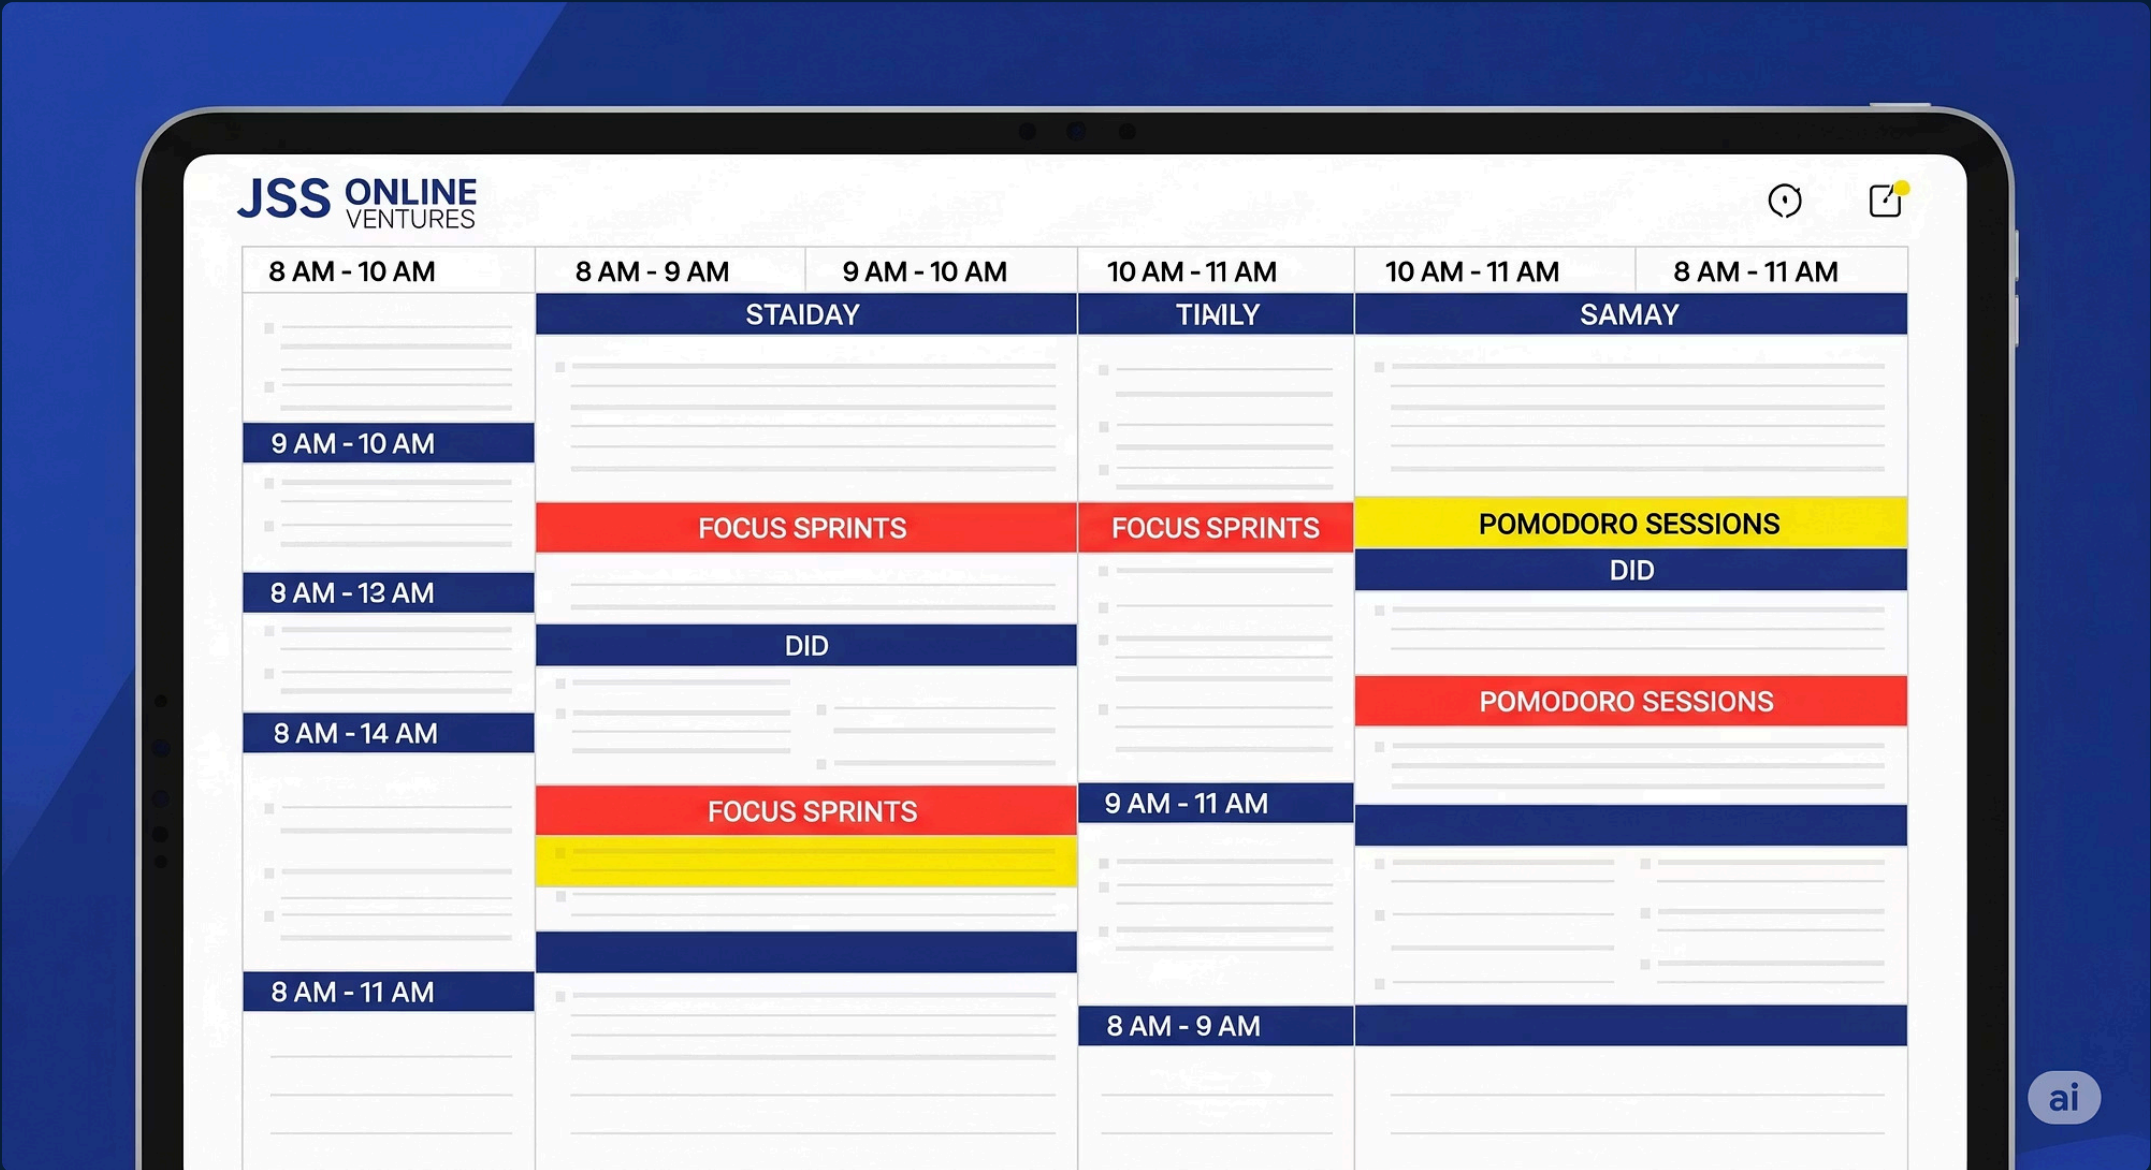 JSS ONLINE
VENTURES
8 AM - 10 AM
8 AM - 9 AM
9 AM - 10 AM
10 AM - 11 AM
10 AM - 11 AM
8 AM - 11 AM
STAIDAY
SAMAY
9 AM - 10 AM
FOCUS SPRINTS
FOCUS SPRINTS
POMODORO SESSIONS
DID
8 AM - 13 AM
DID
POMODORO SESSIONS
8 AM - 14 AM
FOCUS SPRINTS
9 AM - 11 AM
8 AM - 11 AM
8 AM - 9 AM
ai